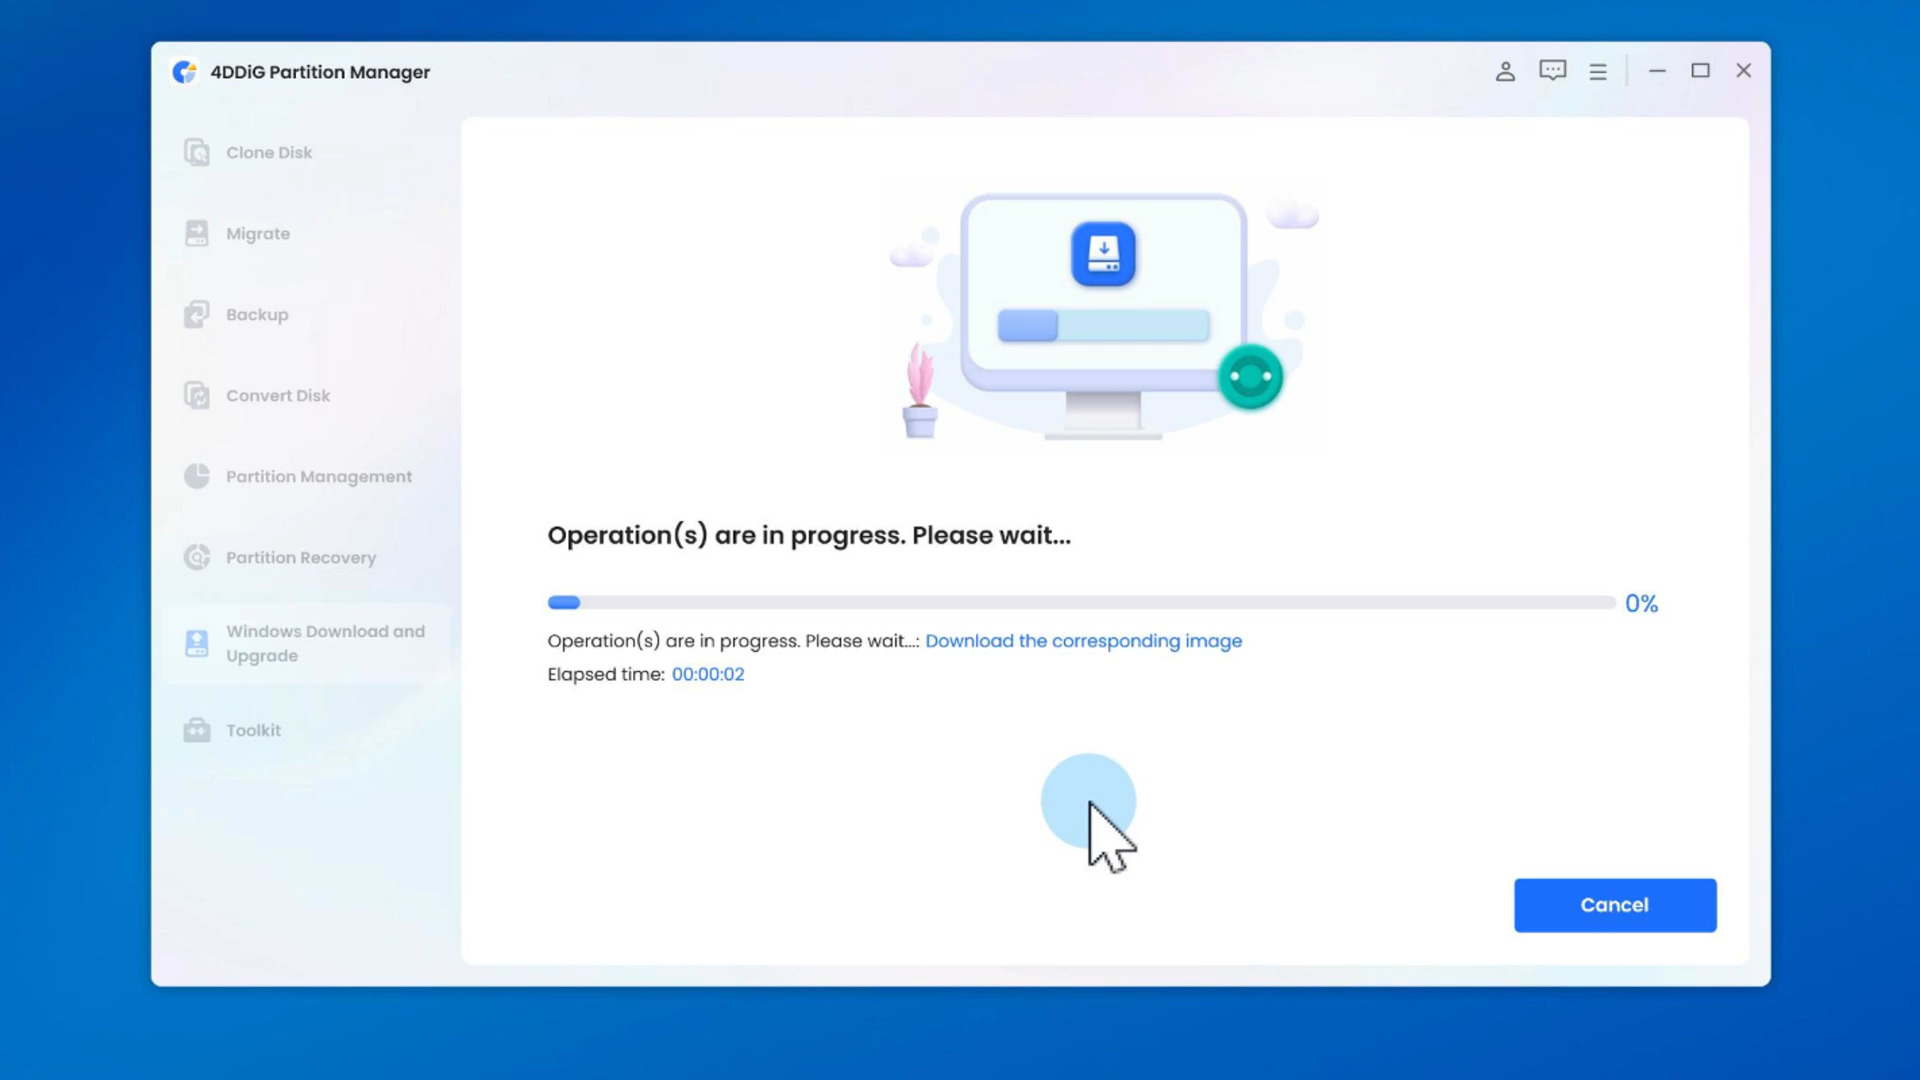 4DDiG Partition Manager
Clone Disk
Migrate
Backup
Convert Disk
Partition Management
Partition Recovery
Windows Download and
Upgrade
Toolkit
Operation(s) are in progress. Please wait...
0%
Operation(s) are in progress. Please wait...: Download the corresponding image
Elapsed time: 00:00:02
Cancel